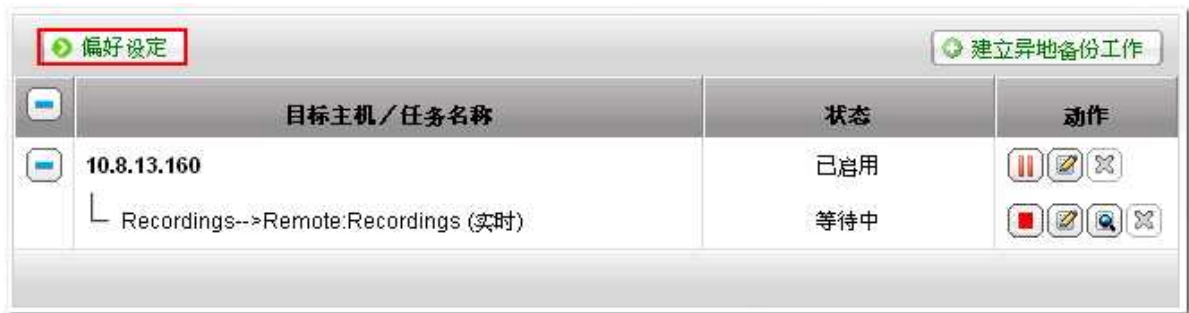 偏好设定
建立异地备份工作
目标主机／任务名称 状态 动作
10.8.13.160 已启用
Recordings-->Remote:Recordings (实时) 等待中